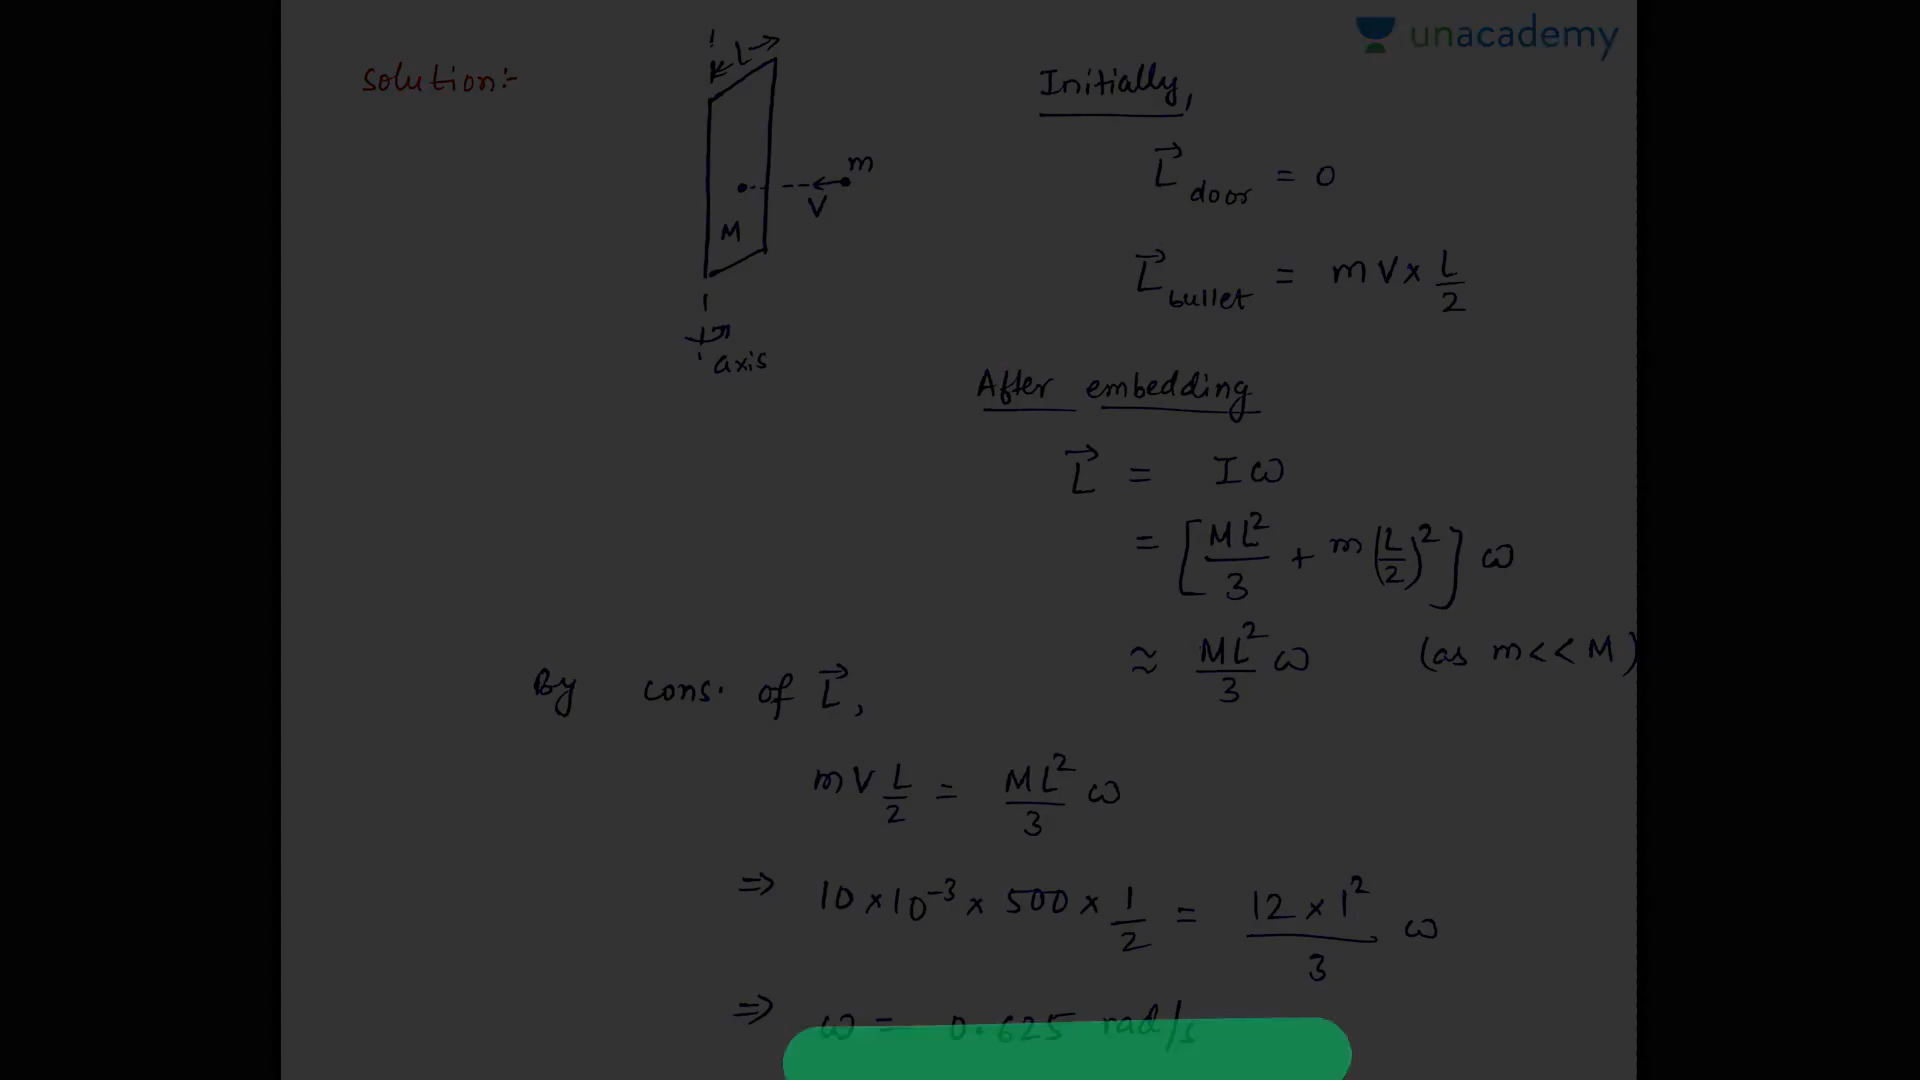 unacademy
Solution:-
L
m
V
M
axis
Initially,
L⃗ door = 0
L⃗ bullet = mV × L/2
After embedding
L⃗ = Iω
= [ML²/3 + m(L/2)²] ω
≈ ML²/3 ω (as m<<M)
By cons. of L⃗,
mV L/2 = ML²/3 ω
⇒ 10×10⁻³ × 500 × 1/2 = 12×1²/3 ω
⇒ ω = 0.625 rad/s